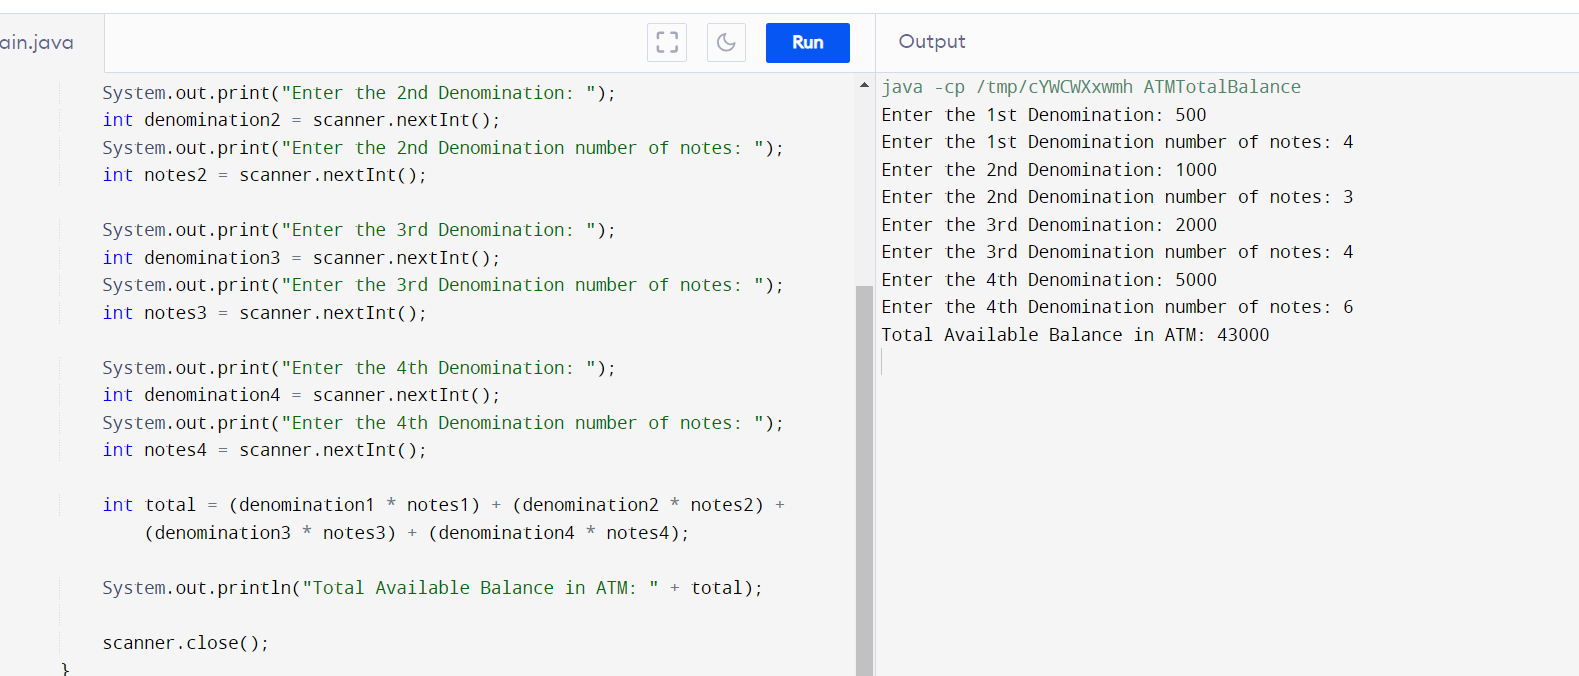 ain.java
Run
Output
System.out.print("Enter the 2nd Denomination: ");
int denomination2 = scanner.nextInt();
System.out.print("Enter the 2nd Denomination number of notes: ");
int notes2 = scanner.nextInt();
System.out.print("Enter the 3rd Denomination: ");
int denomination3 = scanner.nextInt();
System.out.print("Enter the 3rd Denomination number of notes: ");
int notes3 = scanner.nextInt();
System.out.print("Enter the 4th Denomination: ");
int denomination4 = scanner.nextInt();
System.out.print("Enter the 4th Denomination number of notes: ");
int notes4 = scanner.nextInt();
int total = (denomination1 * notes1) + (denomination2 * notes2) +
(denomination3 * notes3) + (denomination4 * notes4);
System.out.println("Total Available Balance in ATM: " + total);
scanner.close();
}
java -cp /tmp/cYWCWXxwmh ATMTotalBalance
Enter the 1st Denomination: 500
Enter the 1st Denomination number of notes: 4
Enter the 2nd Denomination: 1000
Enter the 2nd Denomination number of notes: 3
Enter the 3rd Denomination: 2000
Enter the 3rd Denomination number of notes: 4
Enter the 4th Denomination: 5000
Enter the 4th Denomination number of notes: 6
Total Available Balance in ATM: 43000